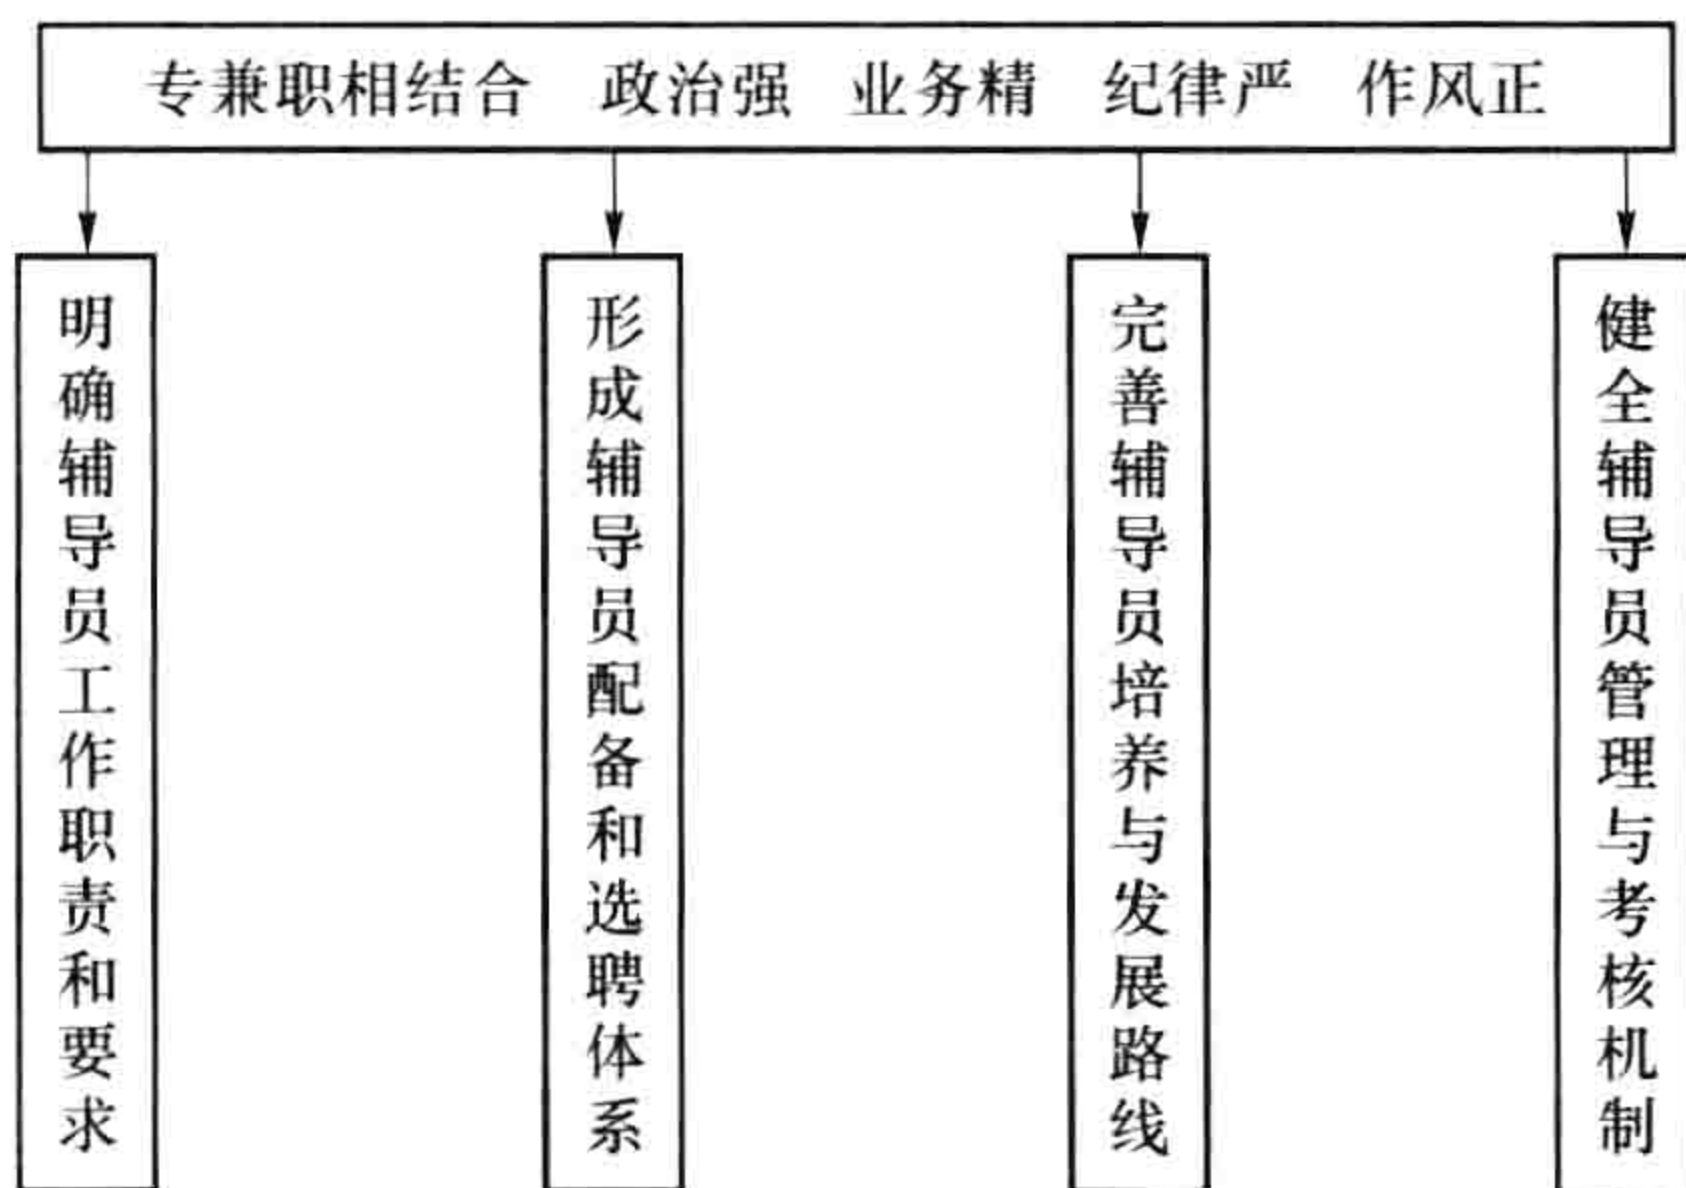 专兼职相结合 政治强 业务精 纪律严 作风正
明确辅导员工作职责和要求
形成辅导员配备和选聘体系
完善辅导员培养与发展路线
健全辅导员管理与考核机制